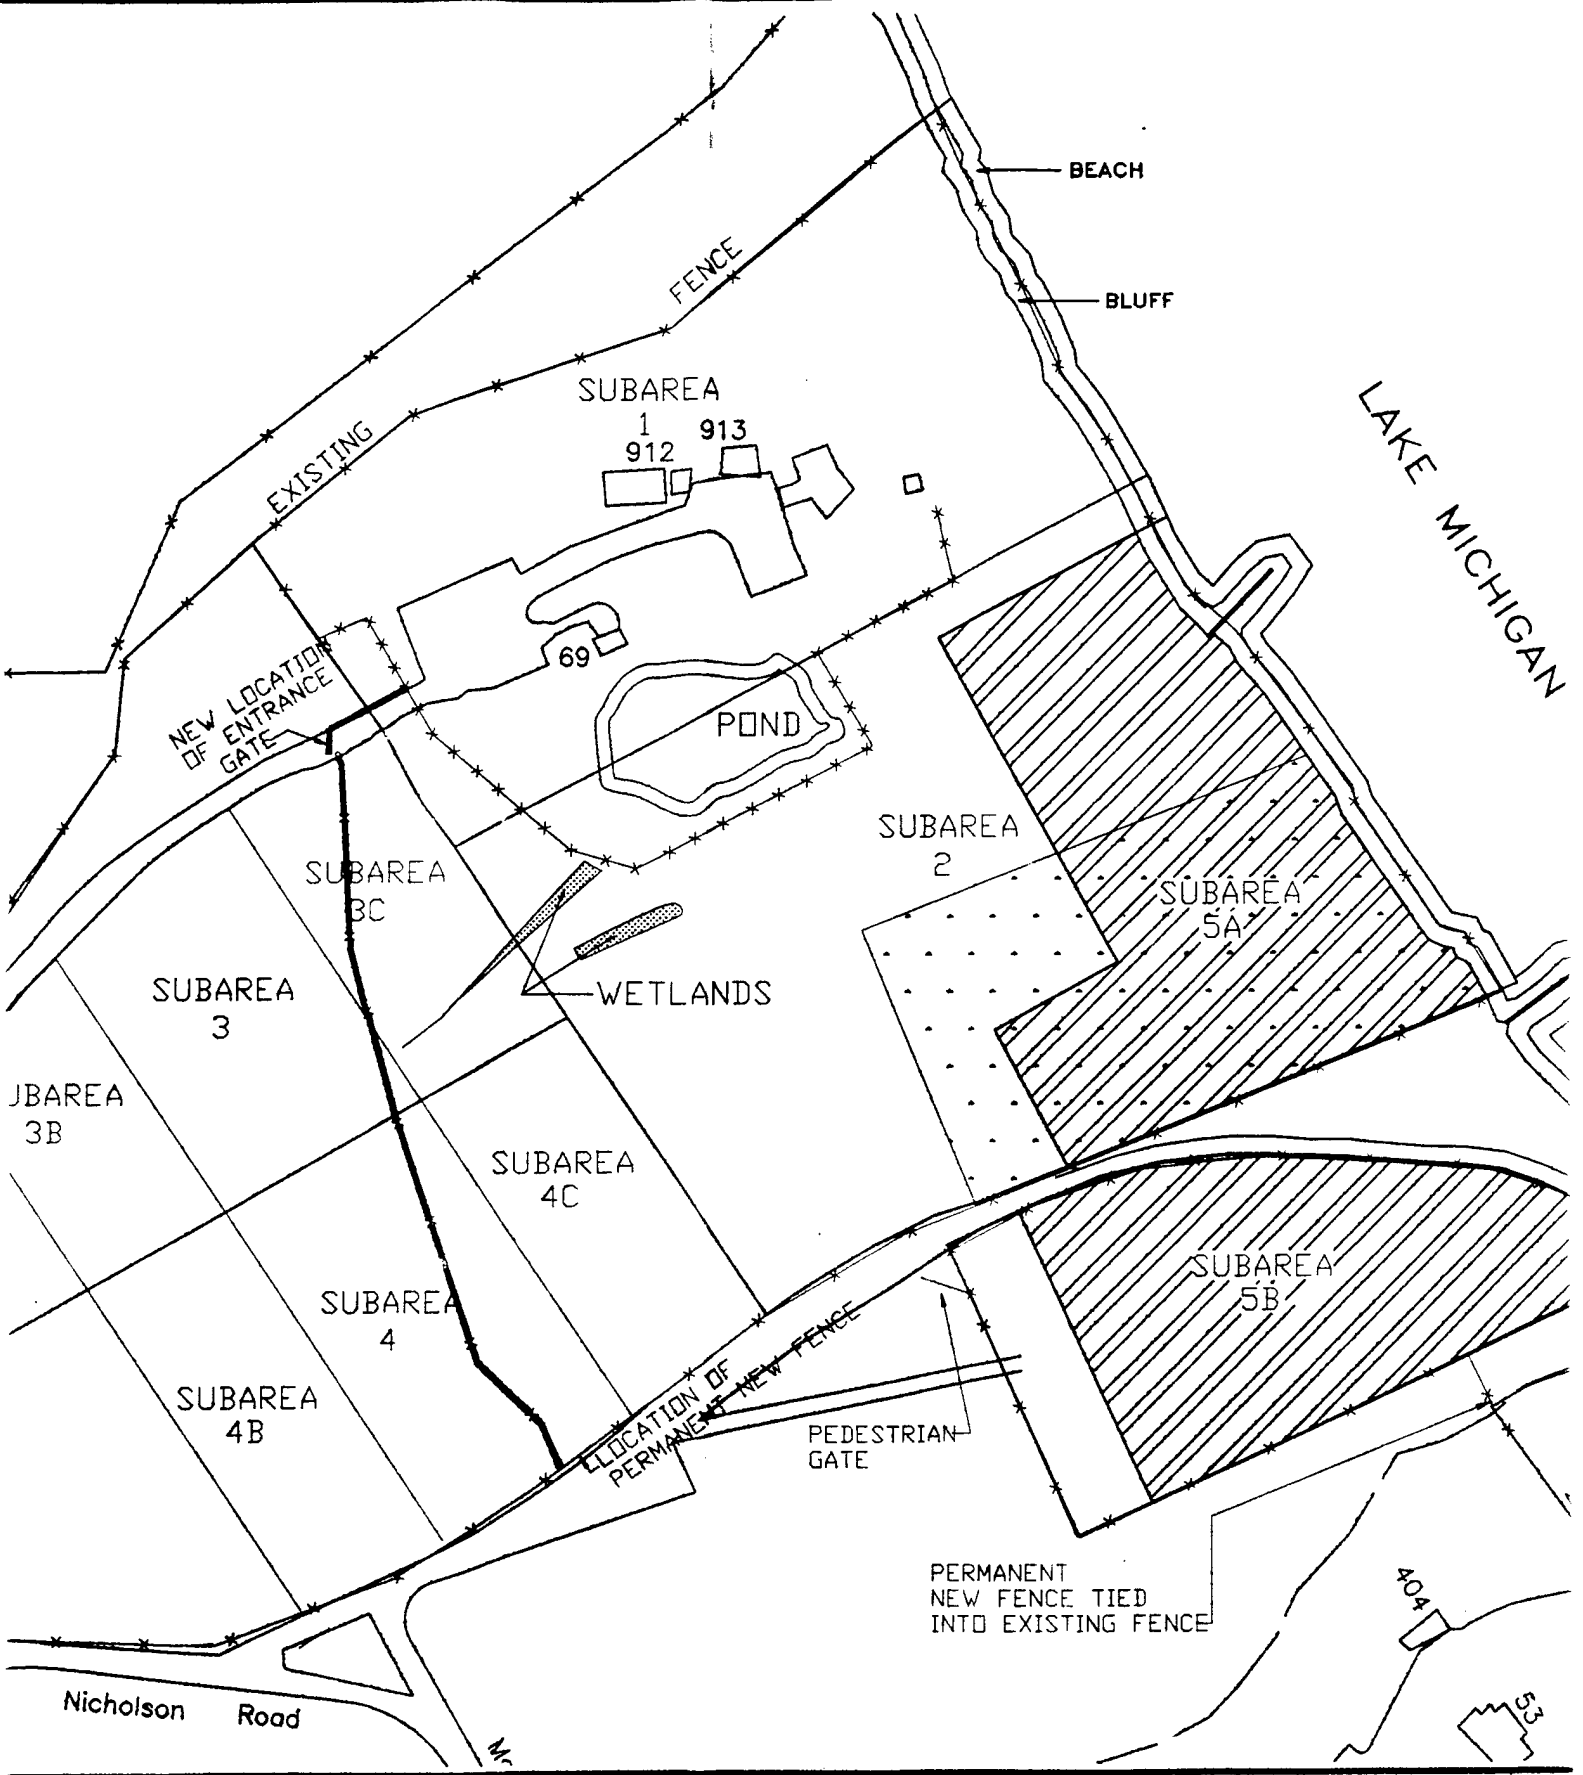 BEACH
BLUFF
FENCE
EXISTING
SUBAREA
1
912
913
LAKE MICHIGAN
69
NEW LOCATION
OF ENTRANCE
GATE
POND
SUBAREA
2
SUBAREA
3C
SUBAREA
5A
SUBAREA
3
WETLANDS
UBAREA
3B
SUBAREA
4C
SUBAREA
5B
SUBAREA
4
LOCATION OF
PERMANENT NEW FENCE
SUBAREA
4B
PEDESTRIAN
GATE
PERMANENT
NEW FENCE TIED
INTO EXISTING FENCE
404
53
Nicholson Road